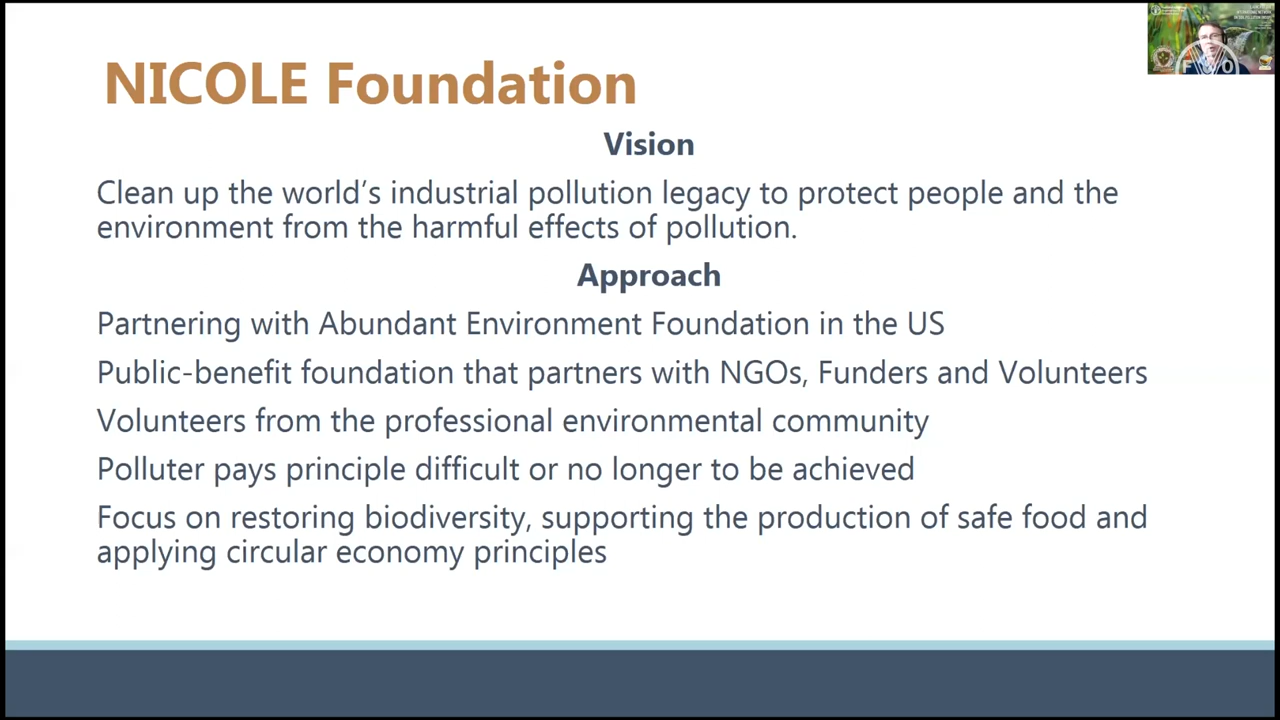 NICOLE Foundation
Vision
Clean up the world’s industrial pollution legacy to protect people and the
environment from the harmful effects of pollution.
Approach
Partnering with Abundant Environment Foundation in the US
Public-benefit foundation that partners with NGOs, Funders and Volunteers
Volunteers from the professional environmental community
Polluter pays principle difficult or no longer to be achieved
Focus on restoring biodiversity, supporting the production of safe food and
applying circular economy principles